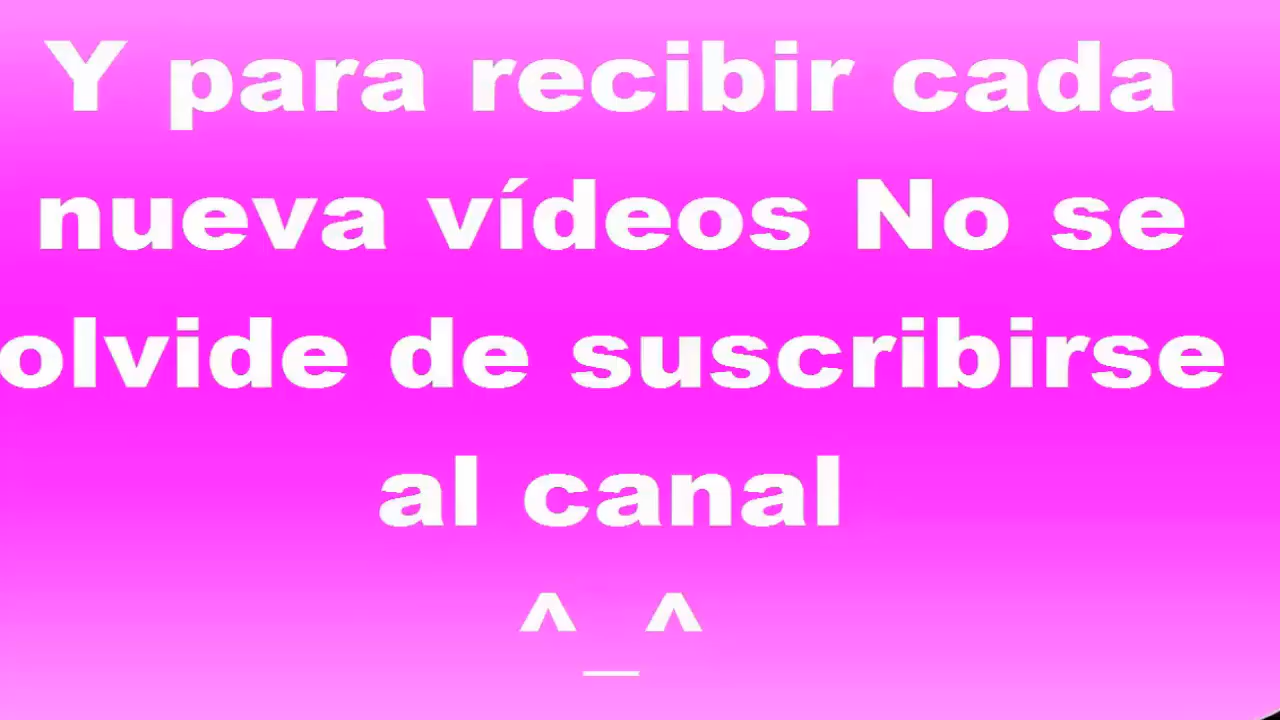 Y para recibir cada
nueva vídeos No se
olvide de suscribirse
al canal
^_^